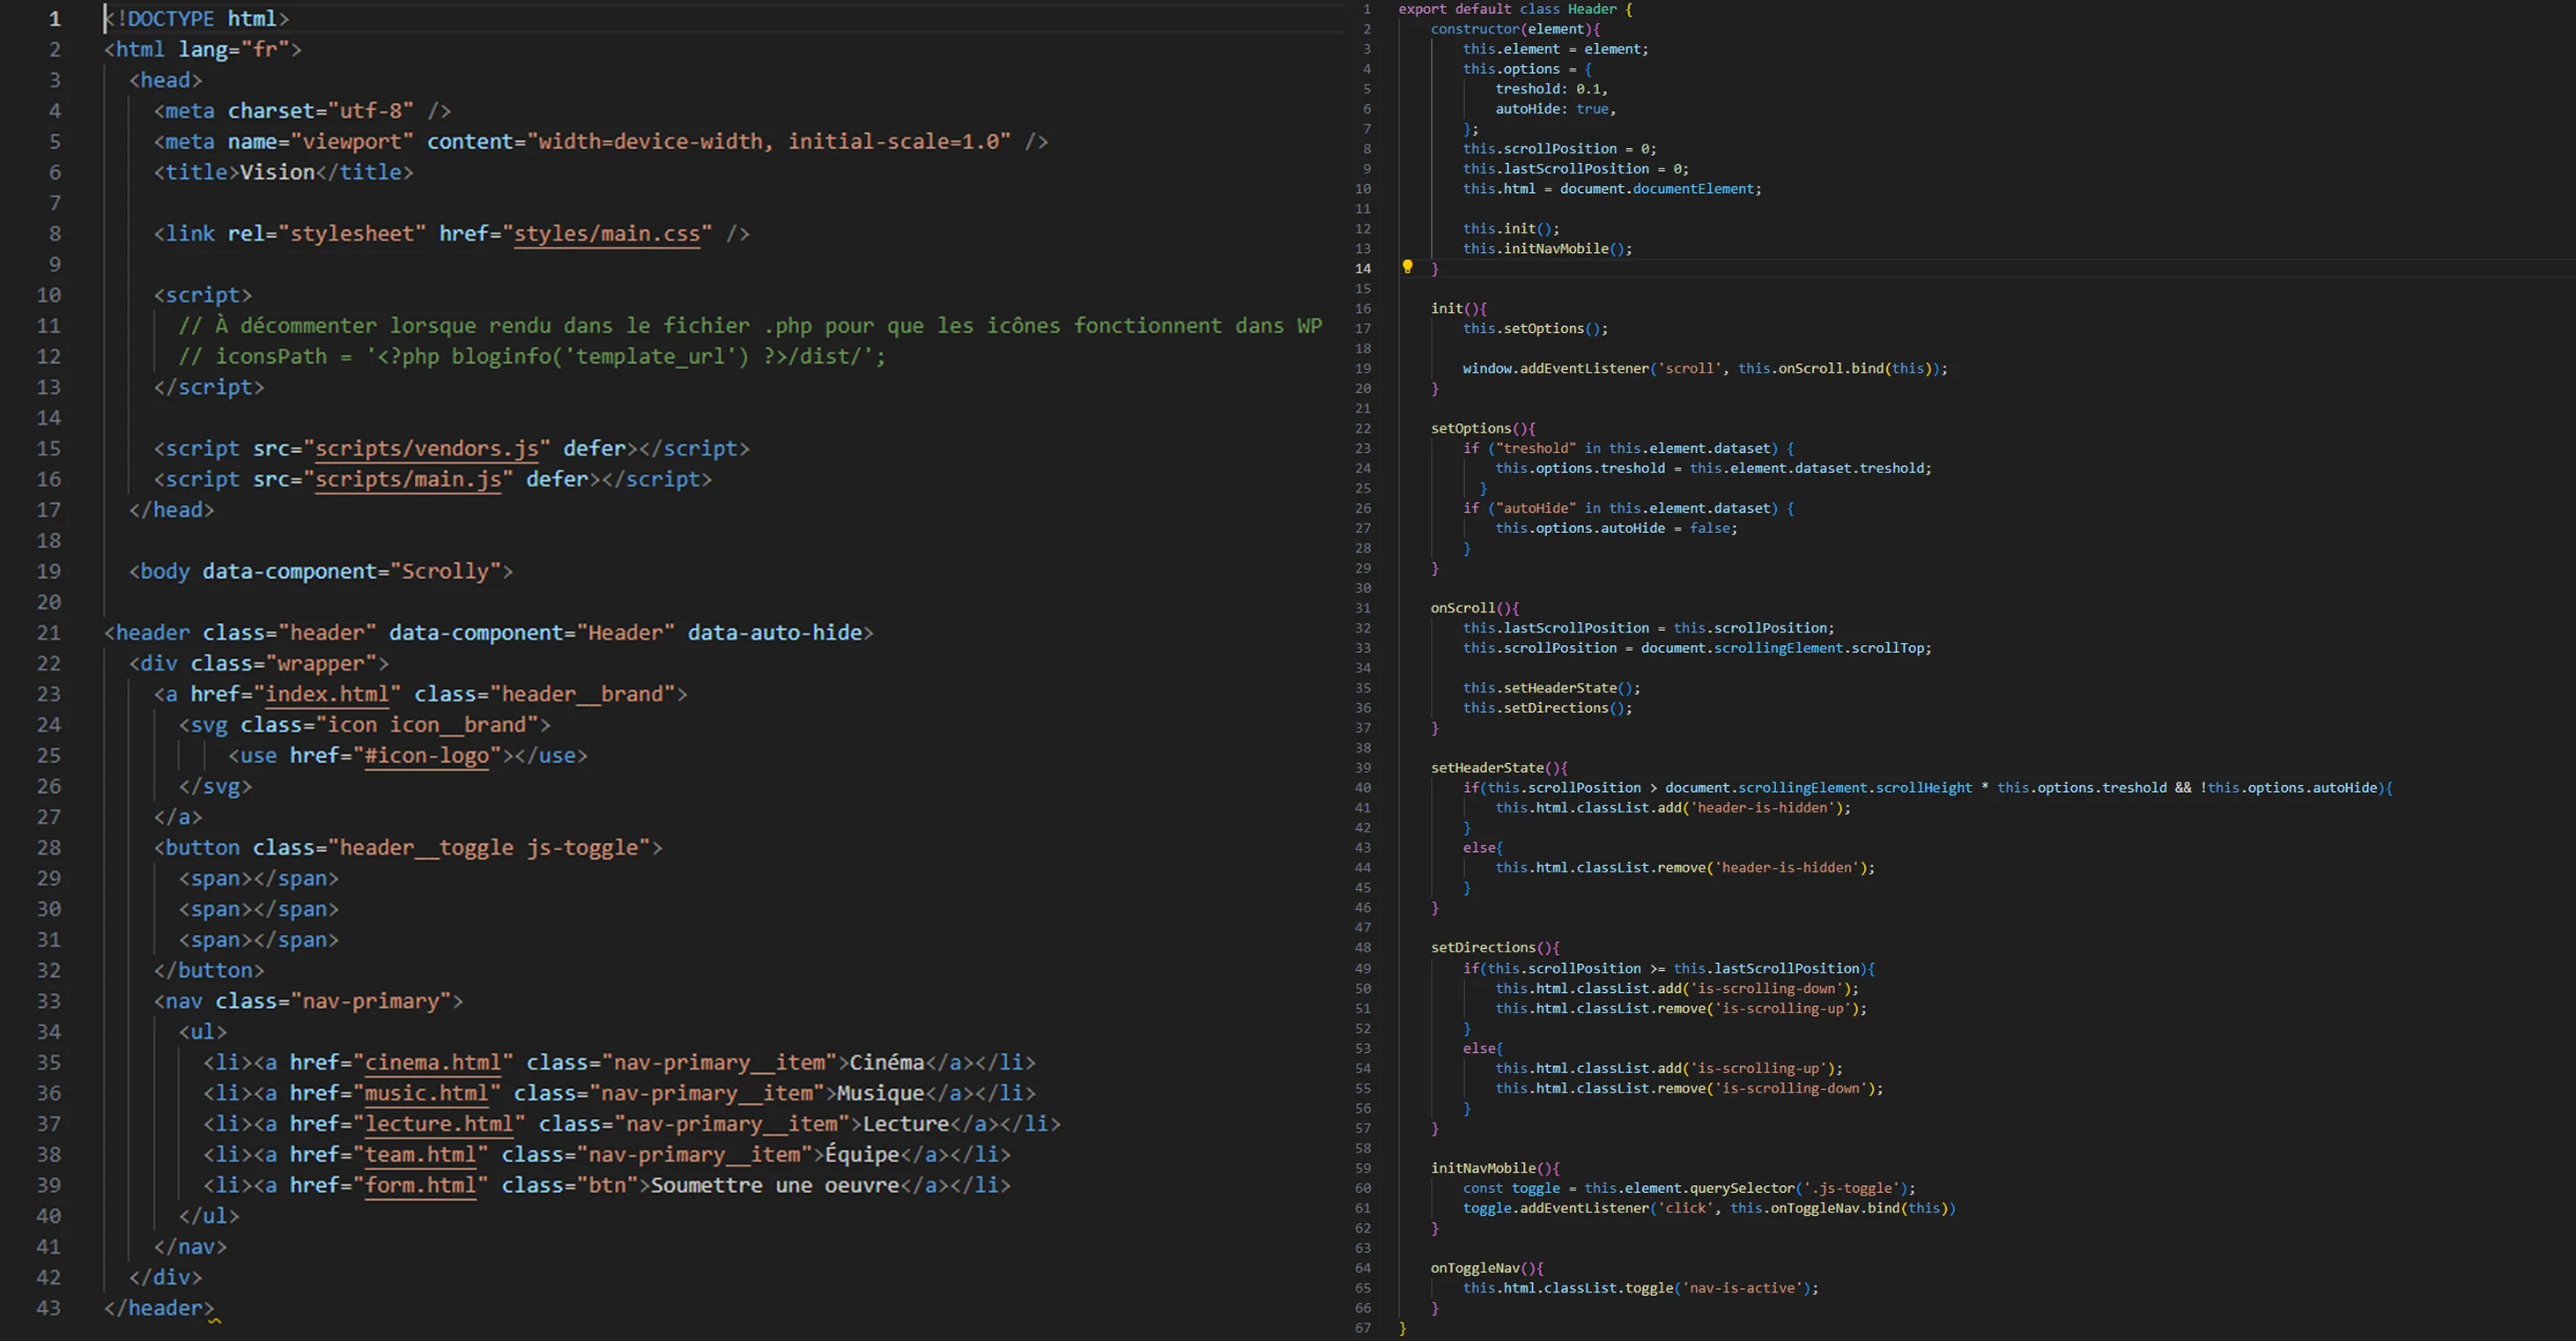 1 <!DOCTYPE html>
2 <html lang="fr">
3 <head>
4 <meta charset="utf-8" />
5 <meta name="viewport" content="width=device-width, initial-scale=1.0" />
6 <title>Vision</title>
7
8 <link rel="stylesheet" href="styles/main.css" />
9
10 <script>
11 // À décommenter lorsque rendu dans le fichier .php pour que les icônes fonctionnent dans WP
12 // iconsPath = '<?php bloginfo('template_url') ?>/dist/';
13 </script>
14
15 <script src="scripts/vendors.js" defer></script>
16 <script src="scripts/main.js" defer></script>
17 </head>
18
19 <body data-component="Scrolly">
20
21 <header class="header" data-component="Header" data-auto-hide>
22 <div class="wrapper">
23 <a href="index.html" class="header__brand">
24 <svg class="icon icon__brand">
25 <use href="#icon-logo"></use>
26 </svg>
27 </a>
28 <button class="header__toggle js-toggle">
29 <span></span>
30 <span></span>
31 <span></span>
32 </button>
33 <nav class="nav-primary">
34 <ul>
35 <li><a href="cinema.html" class="nav-primary__item">Cinéma</a></li>
36 <li><a href="music.html" class="nav-primary__item">Musique</a></li>
37 <li><a href="lecture.html" class="nav-primary__item">Lecture</a></li>
38 <li><a href="team.html" class="nav-primary__item">Équipe</a></li>
39 <li><a href="form.html" class="btn">Soumettre une oeuvre</a></li>
40 </ul>
41 </nav>
42 </div>
43 </header>
1 export default class Header {
2 constructor(element){
3 this.element = element;
4 this.options = {
5 treshold: 0.1,
6 autoHide: true,
7 };
8 this.scrollPosition = 0;
9 this.lastScrollPosition = 0;
10 this.html = document.documentElement;
11
12 this.init();
13 this.initNavMobile();
14 }
15
16 init(){
17 this.setOptions();
18
19 window.addEventListener('scroll', this.onScroll.bind(this));
20 }
21
22 setOptions(){
23 if ("treshold" in this.element.dataset) {
24 this.options.treshold = this.element.dataset.treshold;
25 }
26 if ("autoHide" in this.element.dataset) {
27 this.options.autoHide = false;
28 }
29 }
30
31 onScroll(){
32 this.lastScrollPosition = this.scrollPosition;
33 this.scrollPosition = document.scrollingElement.scrollTop;
34
35 this.setHeaderState();
36 this.setDirections();
37 }
38
39 setHeaderState(){
40 if(this.scrollPosition > document.scrollingElement.scrollHeight * this.options.treshold && !this.options.autoHide){
41 this.html.classList.add('header-is-hidden');
42 }
43 else{
44 this.html.classList.remove('header-is-hidden');
45 }
46 }
47
48 setDirections(){
49 if(this.scrollPosition >= this.lastScrollPosition){
50 this.html.classList.add('is-scrolling-down');
51 this.html.classList.remove('is-scrolling-up');
52 }
53 else{
54 this.html.classList.add('is-scrolling-up');
55 this.html.classList.remove('is-scrolling-down');
56 }
57 }
58
59 initNavMobile(){
60 const toggle = this.element.querySelector('.js-toggle');
61 toggle.addEventListener('click', this.onToggleNav.bind(this))
62 }
63
64 onToggleNav(){
65 this.html.classList.toggle('nav-is-active');
66 }
67 }